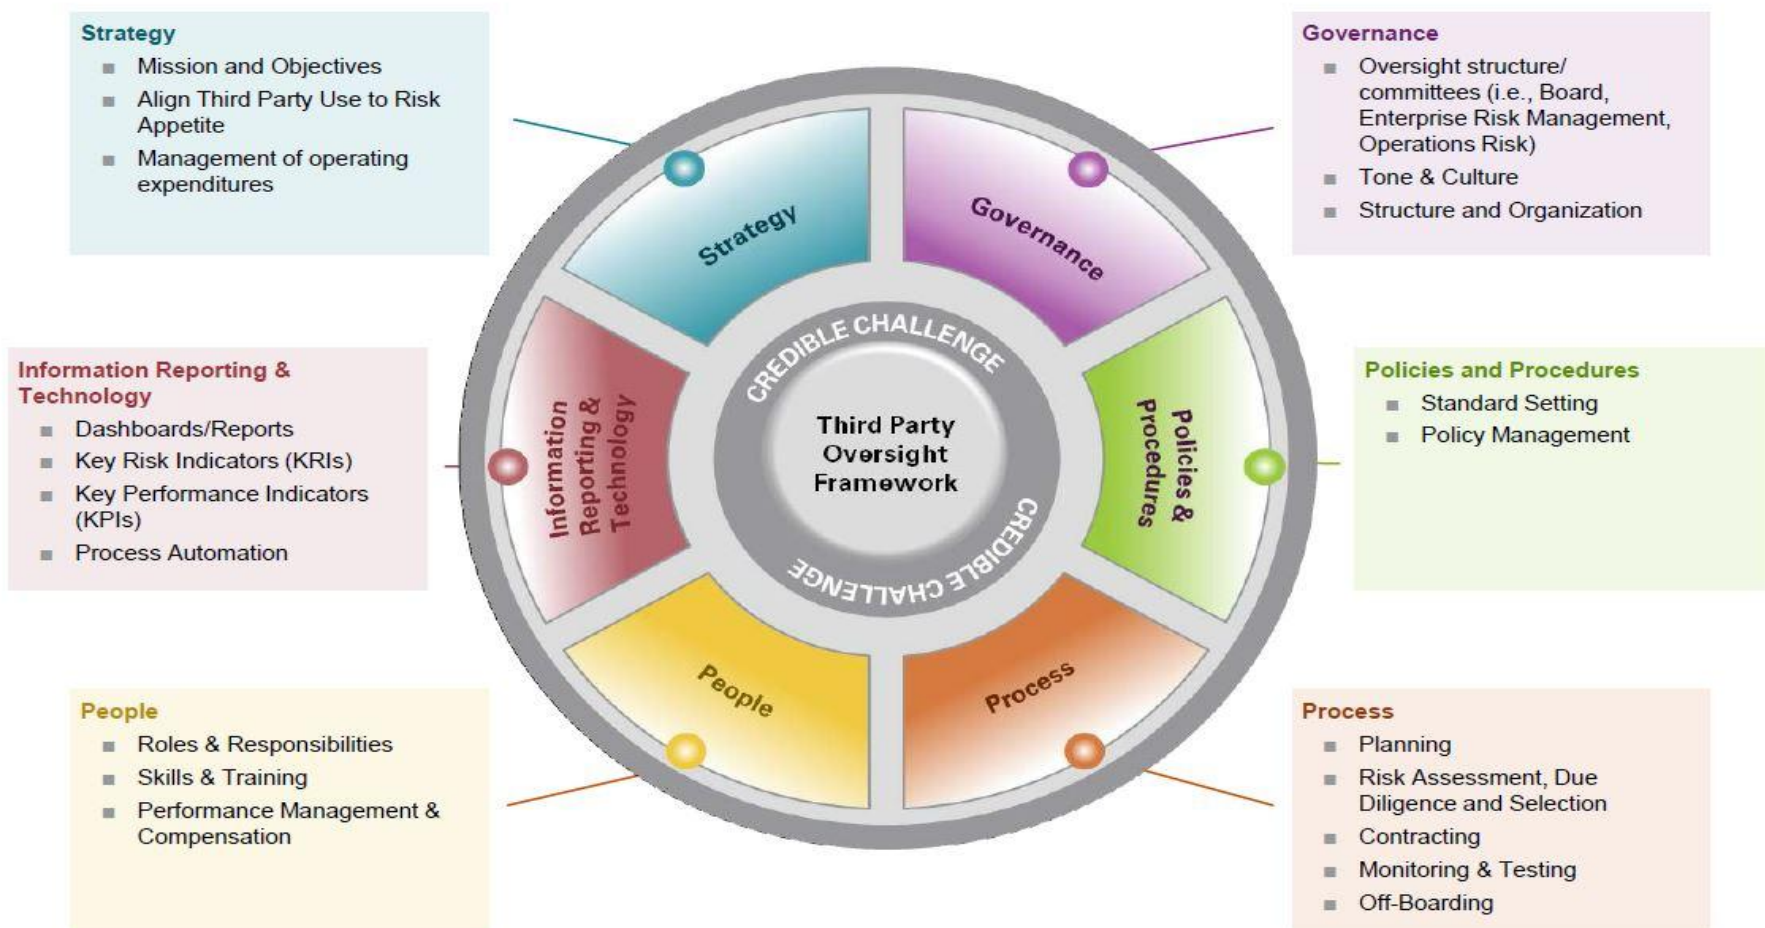 Strategy
Mission and Objectives
Align Third Party Use to Risk
Appetite
Management of operating
expenditures
Governance
Oversight structure/
committees (i.e., Board,
Enterprise Risk Management,
Operations Risk)
Tone & Culture
Structure and Organization
Strategy
Governance
Information Reporting &
Technology
Dashboards/Reports
Key Risk Indicators (KRIs)
Key Performance Indicators
(KPIs)
Process Automation
Information
Reporting &
Technology
CREDIBLE CHALLENGE
Third Party
Oversight
Framework
CREDIBLE CHALLENGE
Policies &
Procedures
Policies and Procedures
Standard Setting
Policy Management
People
Process
People
Roles & Responsibilities
Skills & Training
Performance Management &
Compensation
Process
Planning
Risk Assessment, Due
Diligence and Selection
Contracting
Monitoring & Testing
Off-Boarding